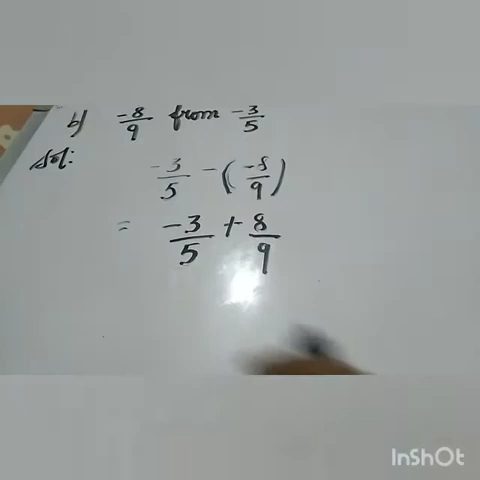 b) -8/9 from -3/5
Sol:
-3/5 - (-8/9)
= -3/5 + 8/9
InShOt